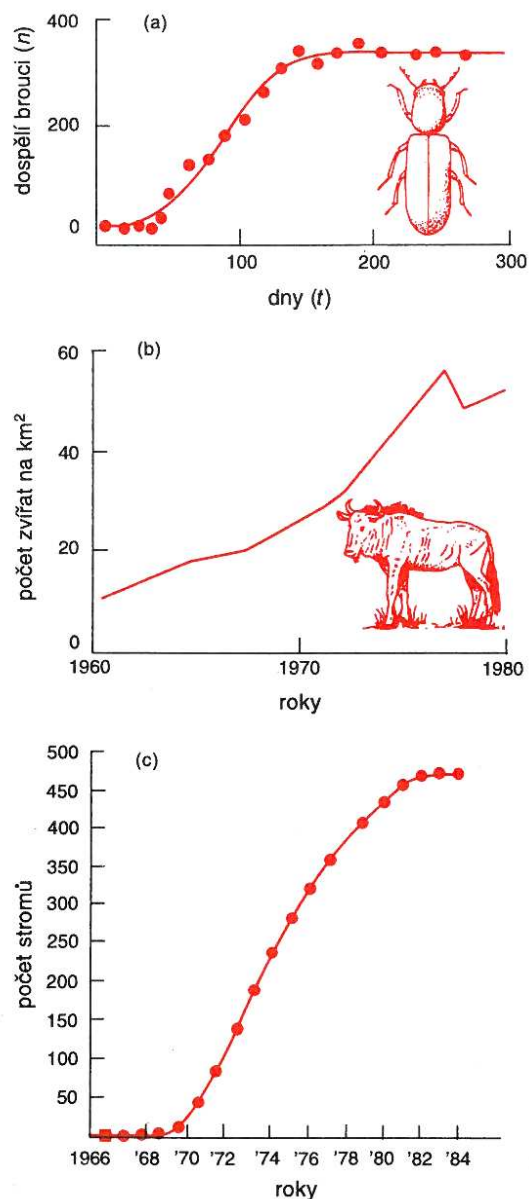 (a)
dospělí brouci (n)
400
200
0
100 200 300
dny (t)
(b)
počet zvířat na km²
60
40
20
0
1960 1970 1980
roky
(c)
počet stromů
500
450
400
350
300
250
200
150
100
50
1966 '68 '70 '72 '74 '76 '78 '80 '82 '84
roky